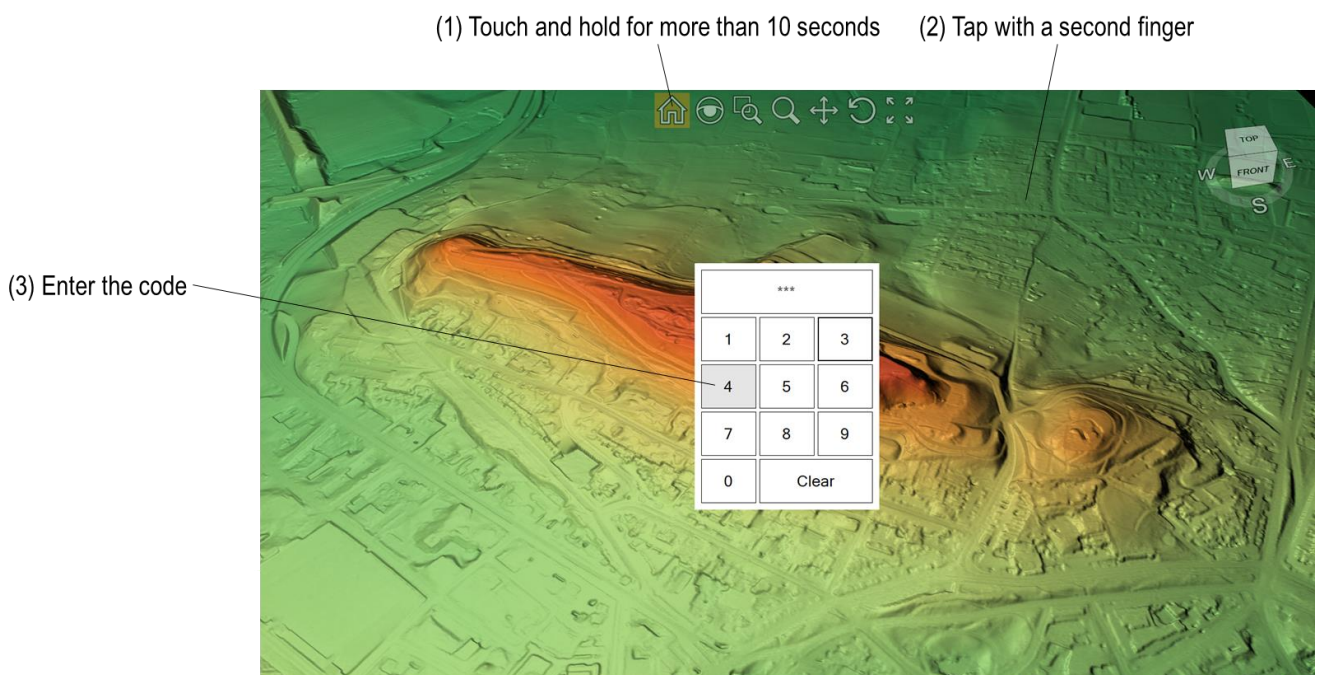 (1) Touch and hold for more than 10 seconds
(2) Tap with a second finger
TOP
W
FRONT
E
S
(3) Enter the code
***
1 2 3
4 5 6
7 8 9
0 Clear